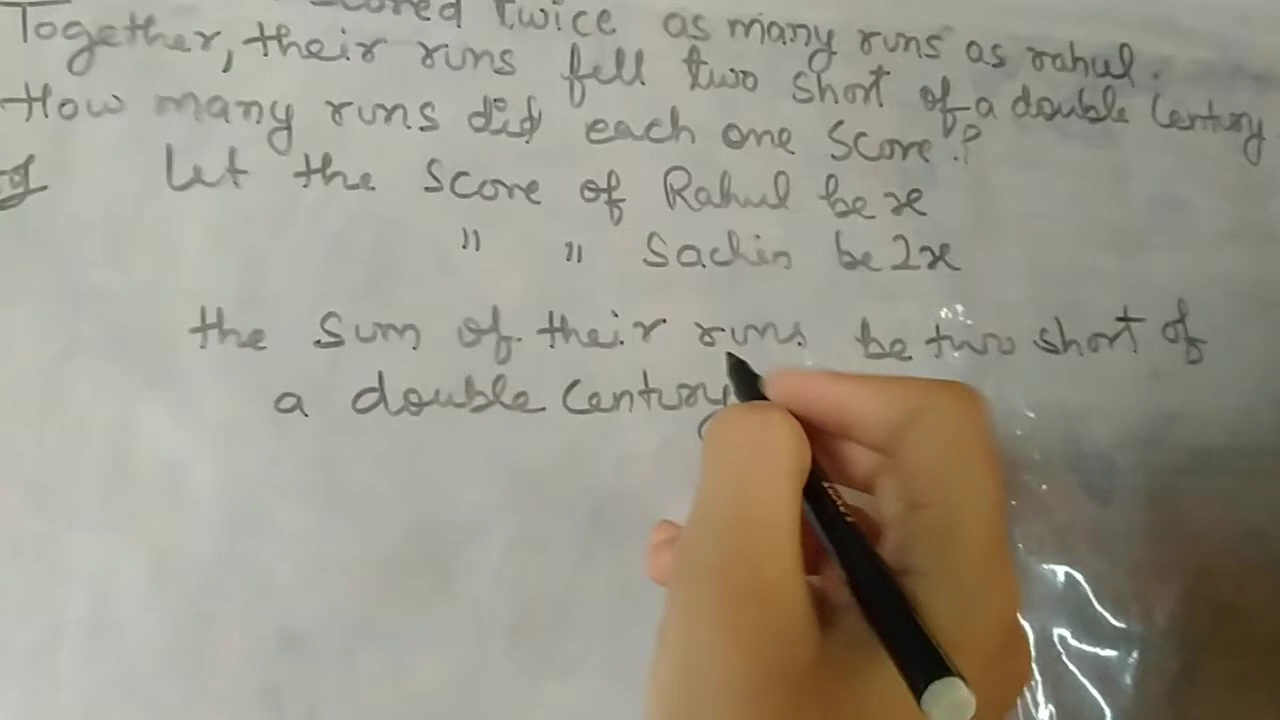 scored twice as many runs as rahul.
Together, their runs fell two short of a double Century
How many runs did each one Score?
Let the score of Rahul be x
" " Sachin be 2x
the sum of their runs be two short of
a double Century